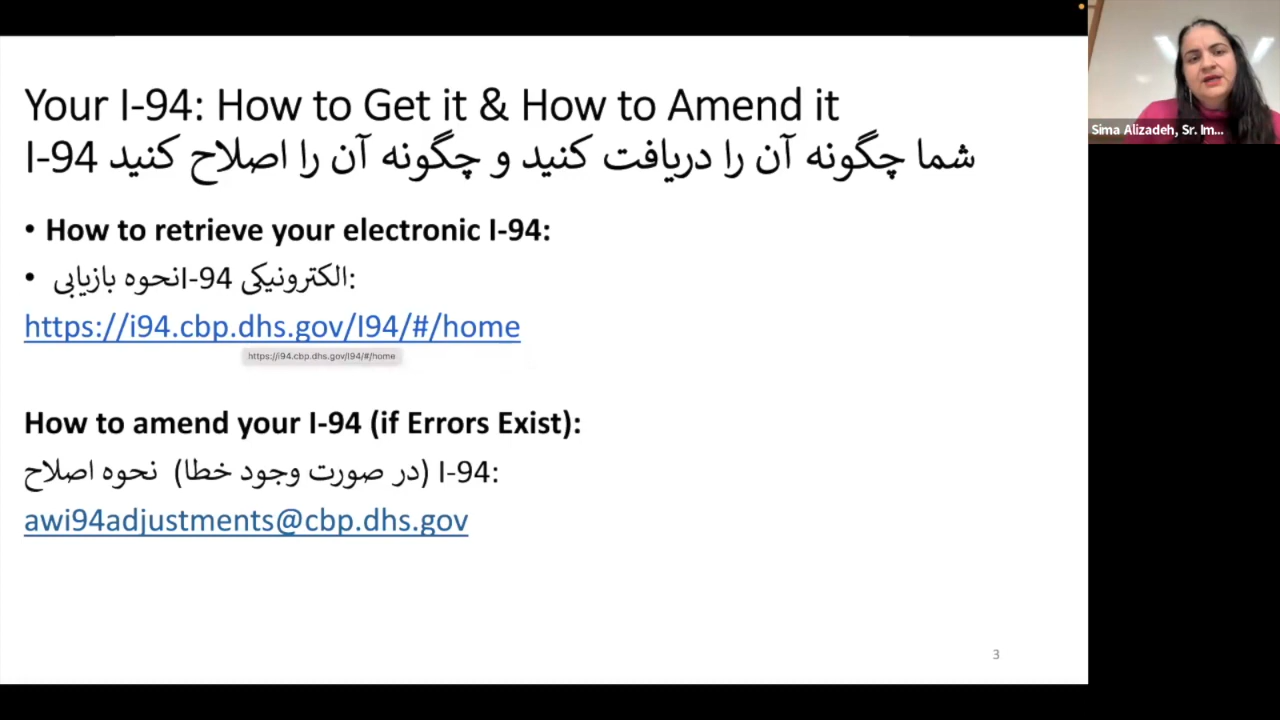 Your I-94: How to Get it & How to Amend it
I-94 شما چگونه آن را دریافت کنید و چگونه آن را اصلاح کنید
• How to retrieve your electronic I-94:
• نحوه بازیابی I-94 الکترونیکی:
https://i94.cbp.dhs.gov/I94/#/home
https://i94.cbp.dhs.gov/I94/#/home
How to amend your I-94 (if Errors Exist):
نحوه اصلاح (در صورت وجود خطا) I-94:
awi94adjustments@cbp.dhs.gov
3
Sima Alizadeh, Sr. Im...